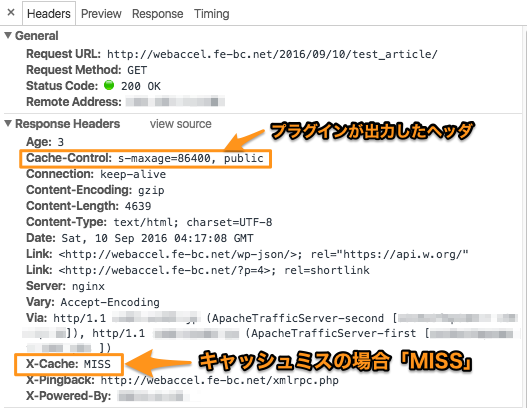 × Headers Preview Response Timing
▼ General
Request URL: http://webaccel.fe-bc.net/2016/09/10/test_article/
Request Method: GET
Status Code: 200 OK
Remote Address:
▼ Response Headers view source
プラグインが出力したヘッダ
Age: 3
Cache-Control: s-maxage=86400, public
Connection: keep-alive
Content-Encoding: gzip
Content-Length: 4639
Content-Type: text/html; charset=UTF-8
Date: Sat, 10 Sep 2016 04:17:08 GMT
Link: <http://webaccel.fe-bc.net/wp-json/>; rel="https://api.w.org/"
Link: <http://webaccel.fe-bc.net/?p=4>; rel=shortlink
Server: nginx
Vary: Accept-Encoding
Via: http/1.1 (ApacheTrafficServer-second [
]), http/1.1 (ApacheTrafficServer-first [
])
X-Cache: MISS
キャッシュミスの場合「MISS」
X-Pingback: http://webaccel.fe-bc.net/xmlrpc.php
X-Powered-By: